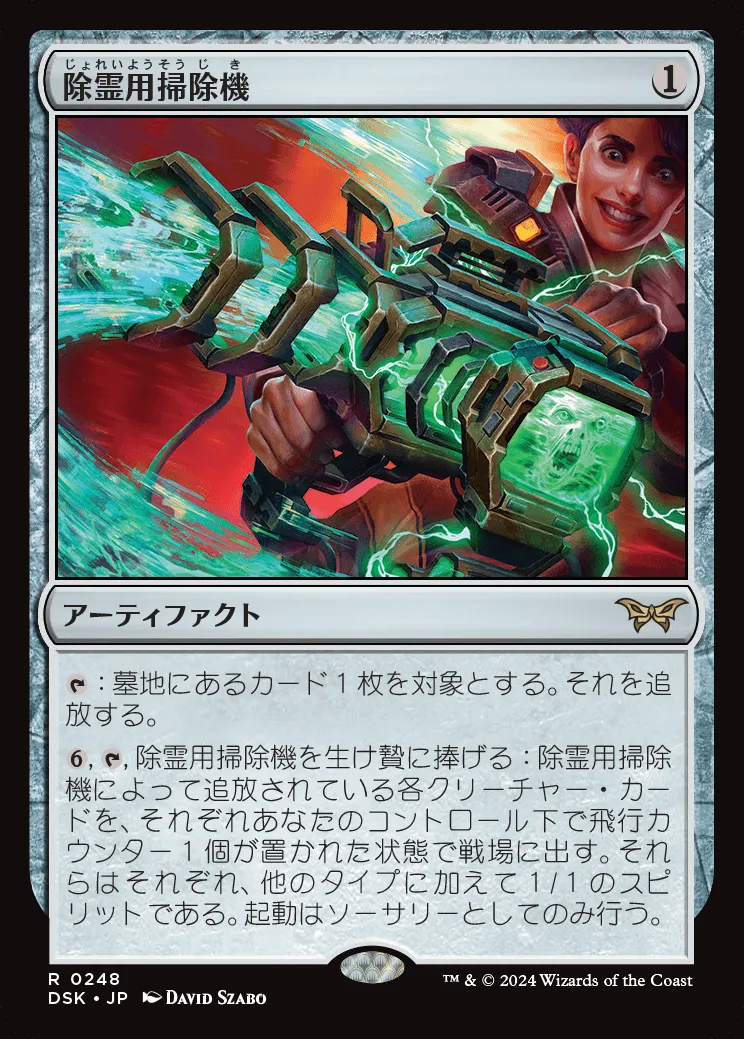 じょれいようそうじき
除霊用掃除機
1
アーティファクト
：墓地にあるカード１枚を対象とする。それを追
放する。
6, , 除霊用掃除機を生け贄に捧げる：除霊用掃除
機によって追放されている各クリーチャー・カー
ドを、それぞれあなたのコントロール下で飛行カ
ウンター１個が置かれた状態で戦場に出す。それ
らはそれぞれ、他のタイプに加えて１/１のスピ
リットである。起動はソーサリーとしてのみ行う。
R 0248
DSK • JP DAVID SZABO
™ & © 2024 Wizards of the Coast